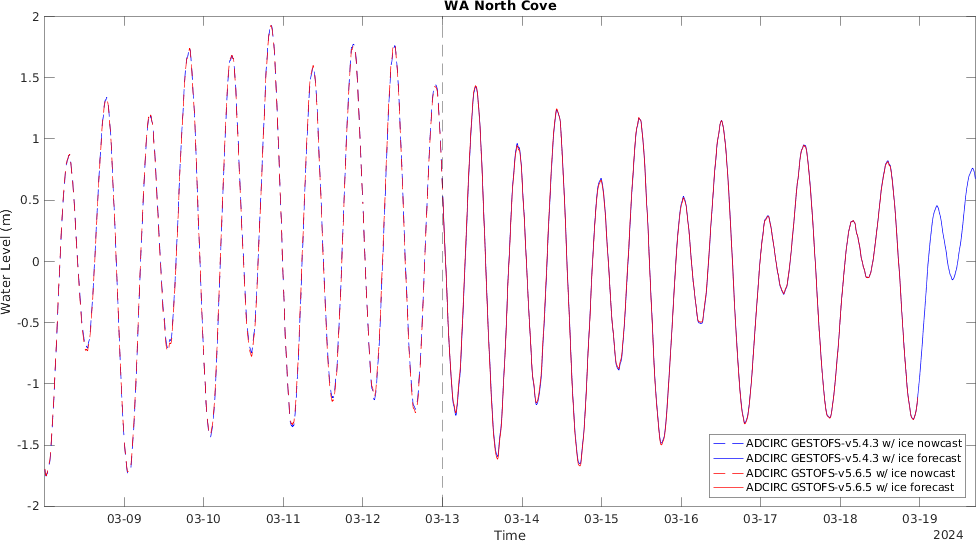 WA North Cove
2
1.5
1
0.5
0
-0.5
-1
-1.5
-2
Water Level (m)
03-09 03-10 03-11 03-12 03-13 03-14 03-15 03-16 03-17 03-18 03-19
Time
2024
ADCIRC GESTOFS-v5.4.3 w/ ice nowcast
ADCIRC GESTOFS-v5.4.3 w/ ice forecast
ADCIRC GSTOFS-v5.6.5 w/ ice nowcast
ADCIRC GSTOFS-v5.6.5 w/ ice forecast